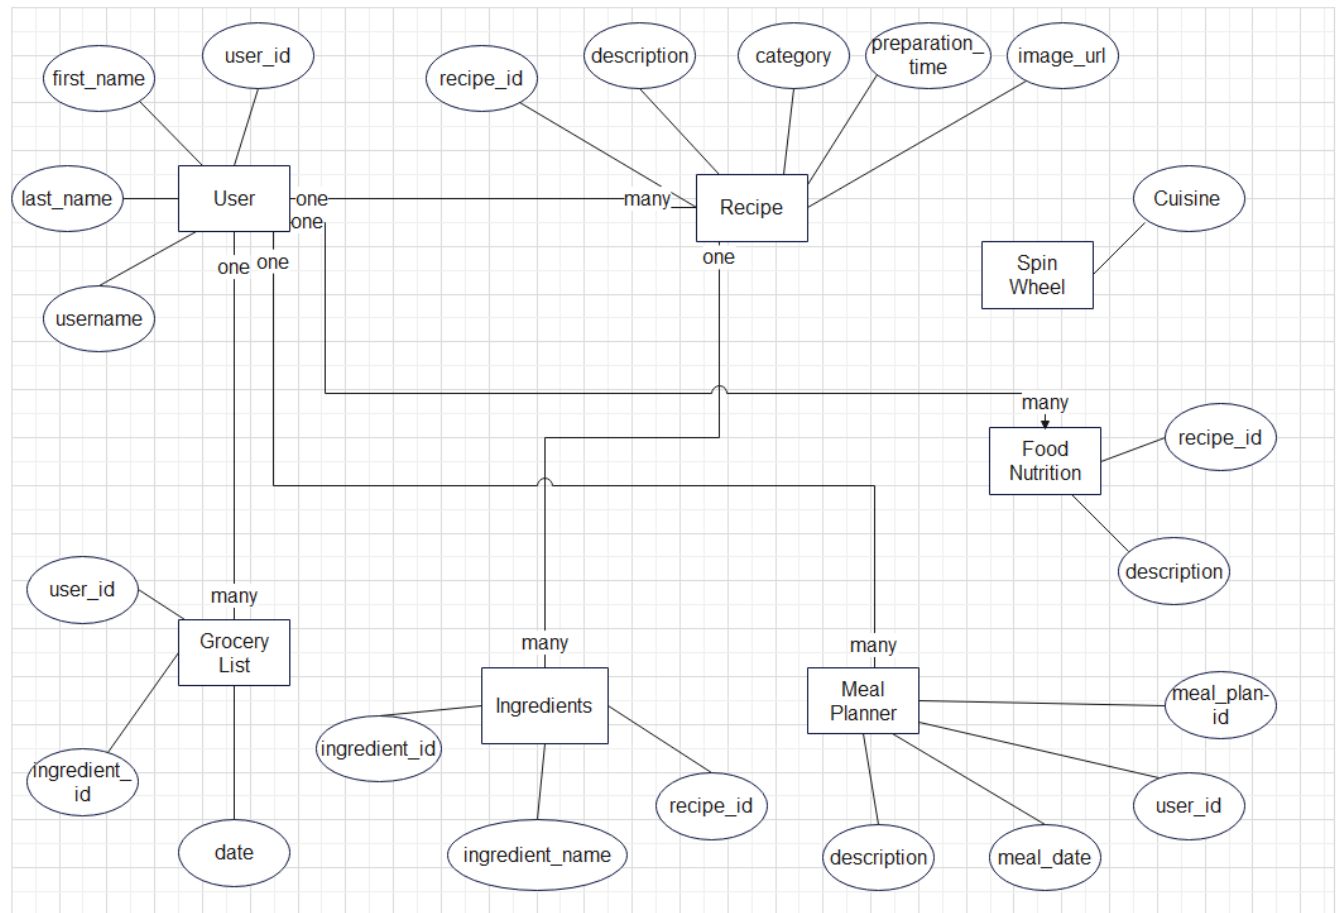 user_id
first_name
last_name
username
User
one
one
one
one
recipe_id
description
category
preparation_
time
image_url
many
Recipe
one
Cuisine
Spin
Wheel
many
Food
Nutrition
recipe_id
description
many
Grocery
List
user_id
ingredient_
id
date
many
Ingredients
ingredient_id
ingredient_name
recipe_id
many
Meal
Planner
meal_plan-
id
user_id
meal_date
description